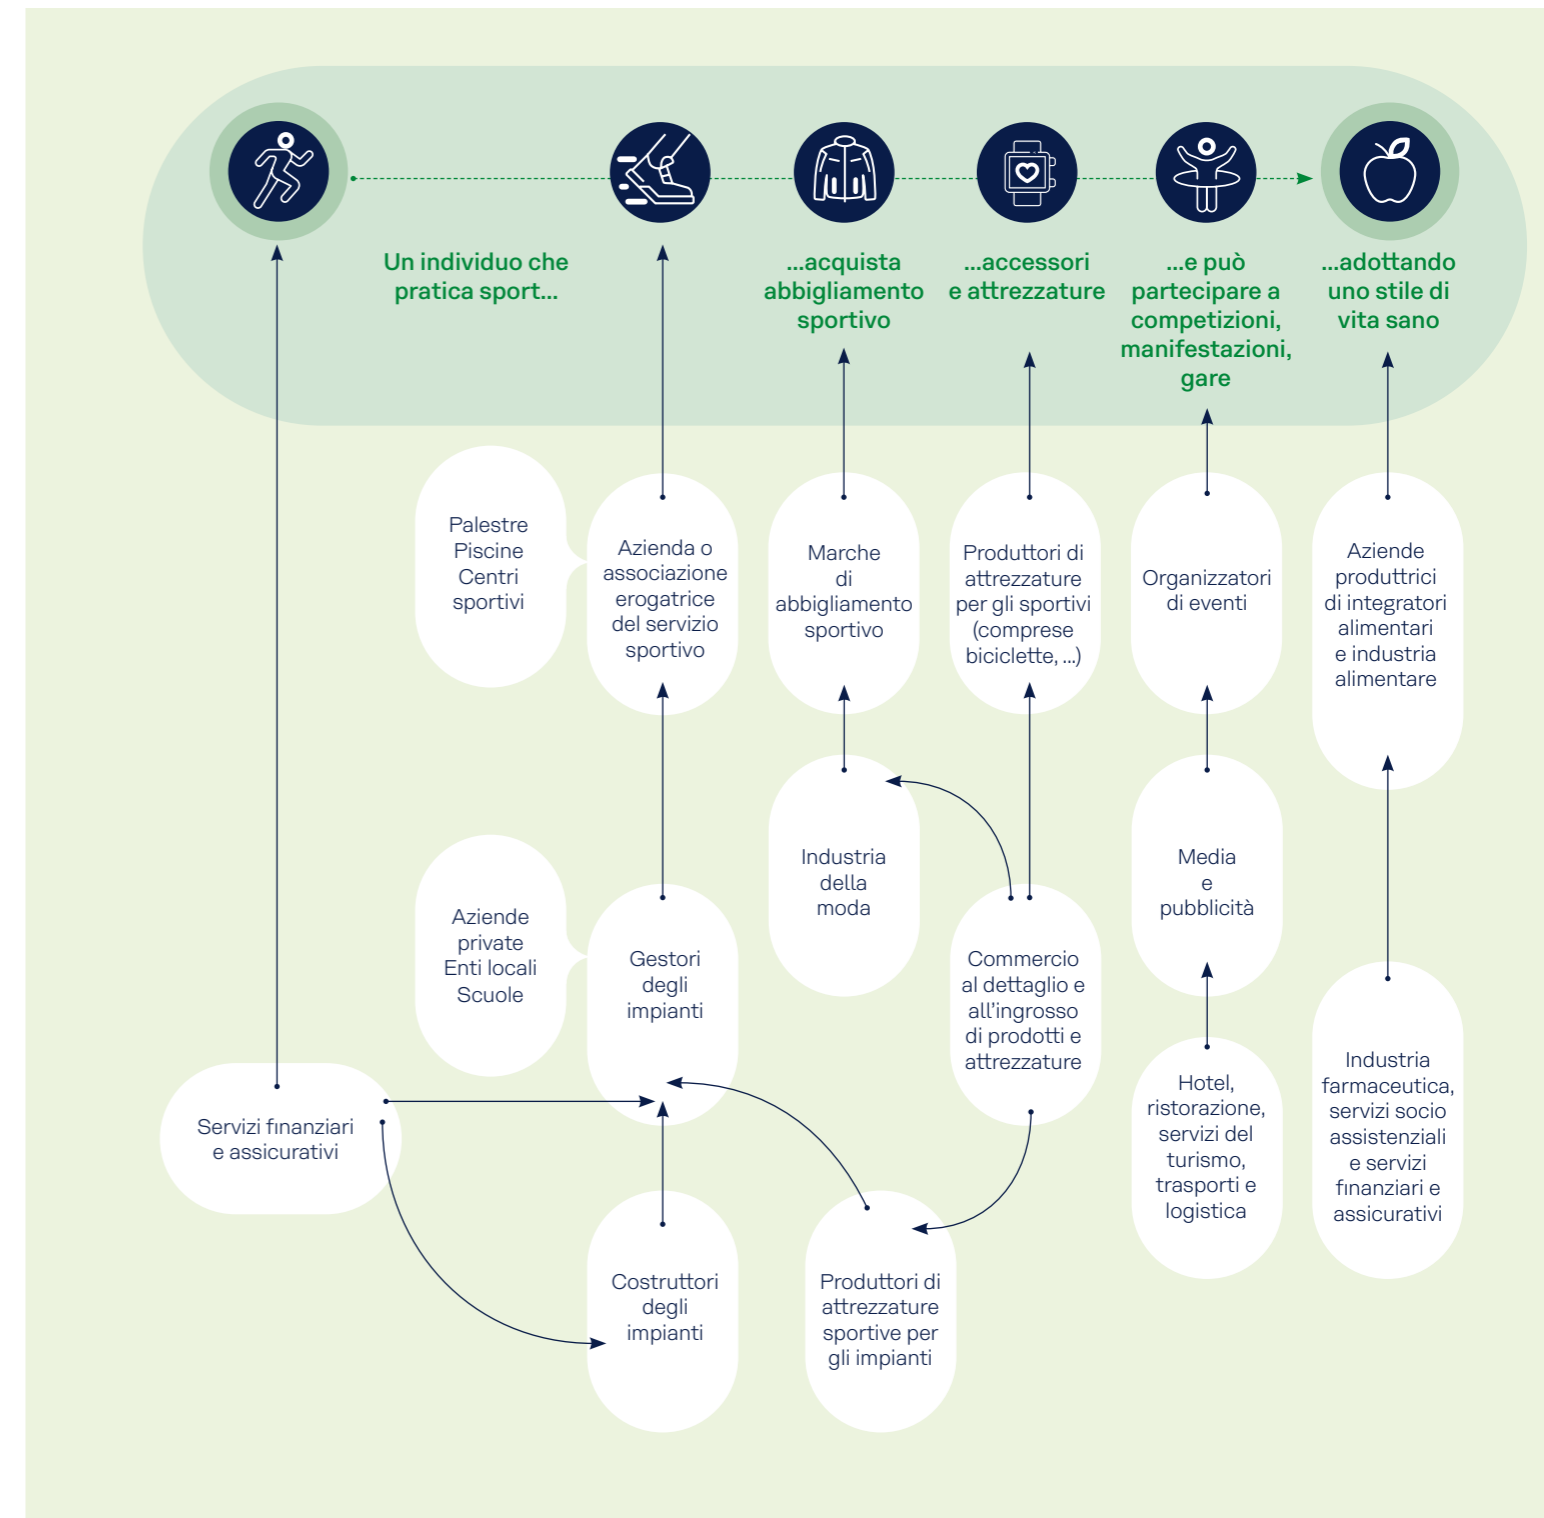 Un individuo che
pratica sport...
...acquista
abbigliamento
sportivo
...accessori
e attrezzature
...e può
partecipare a
competizioni,
manifestazioni,
gare
...adottando
uno stile di
vita sano
Palestre
Piscine
Centri
sportivi
Azienda o
associazione
erogatrice
del servizio
sportivo
Marche
di
abbigliamento
sportivo
Produttori di
attrezzature
per gli sportivi
(comprese
biciclette, ...)
Organizzatori
di eventi
Aziende
produttrici
di integratori
alimentari
e industria
alimentare
Aziende
private
Enti locali
Scuole
Gestori
degli
impianti
Industria
della
moda
Commercio
al dettaglio e
all’ingrosso
di prodotti e
attrezzature
Media
e
pubblicità
Servizi finanziari
e assicurativi
Hotel,
ristorazione,
servizi del
turismo,
trasporti e
logistica
Industria
farmaceutica,
servizi socio
assistenziali
e servizi
finanziari e
assicurativi
Costruttori
degli
impianti
Produttori di
attrezzature
sportive per
gli impianti